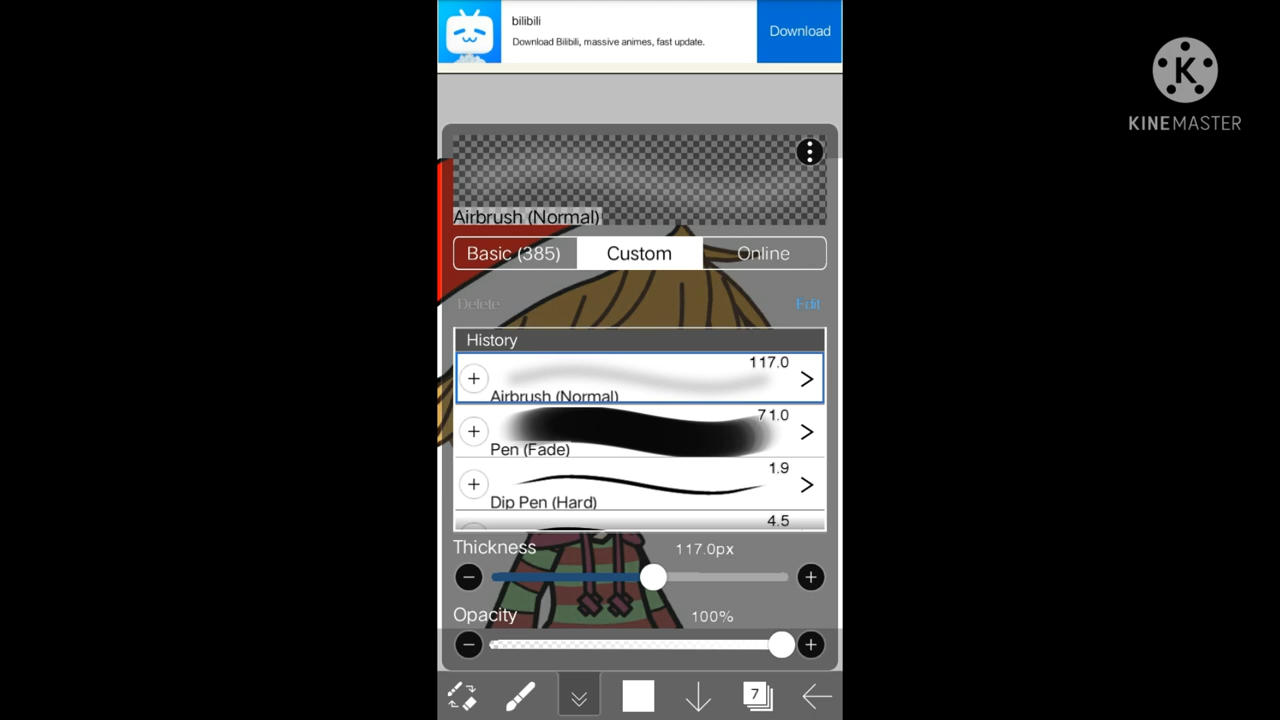 bilibili
Download Bilibili, massive animes, fast update.
Download
KINEMASTER
Airbrush (Normal)
Basic (385)
Custom
Online
Delete
Edit
History
117.0
Airbrush (Normal)
71.0
Pen (Fade)
1.9
Dip Pen (Hard)
4.5
Thickness
117.0px
Opacity
100%
7